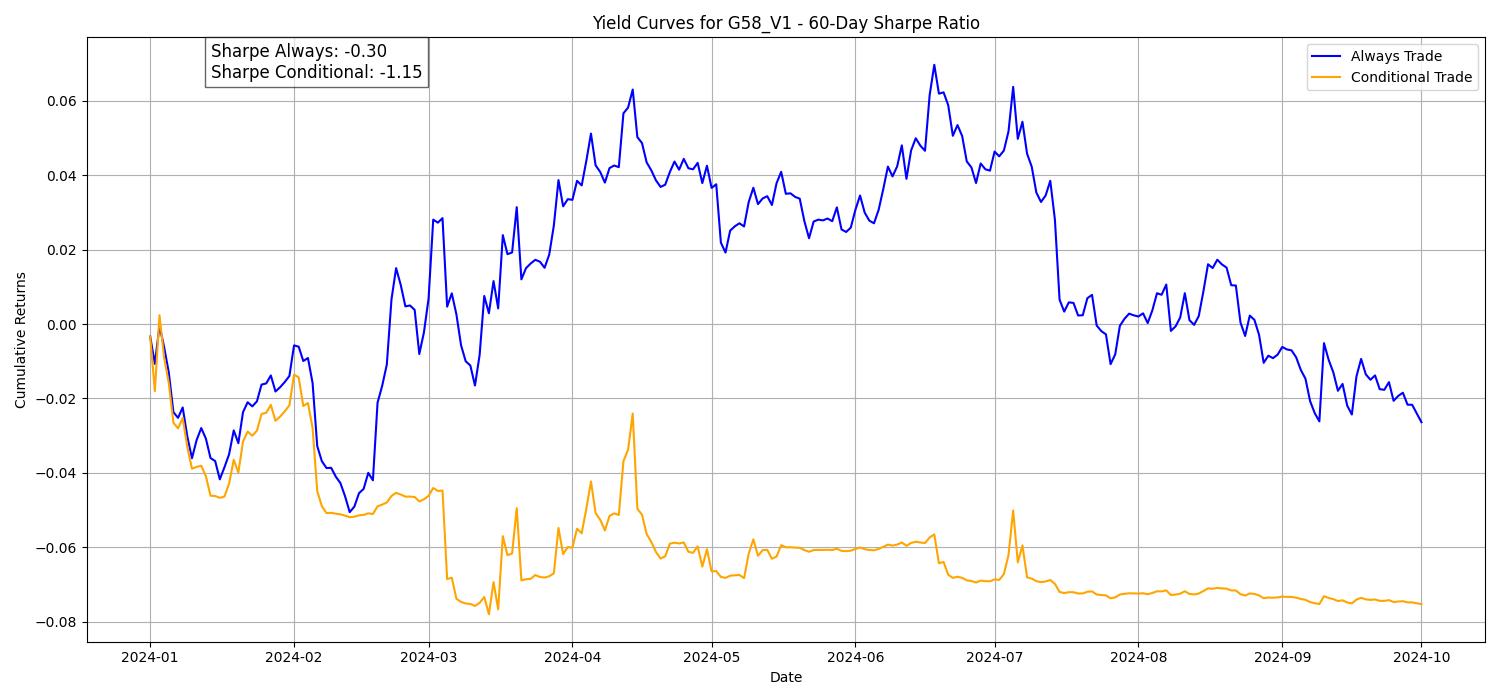 Yield Curves for G58_V1 - 60-Day Sharpe Ratio
Sharpe Always: -0.30
Sharpe Conditional: -1.15
Always Trade
Conditional Trade
Cumulative Returns
0.06
0.04
0.02
0.00
−0.02
−0.04
−0.06
−0.08
2024-01
2024-02
2024-03
2024-04
2024-05
2024-06
2024-07
2024-08
2024-09
2024-10
Date